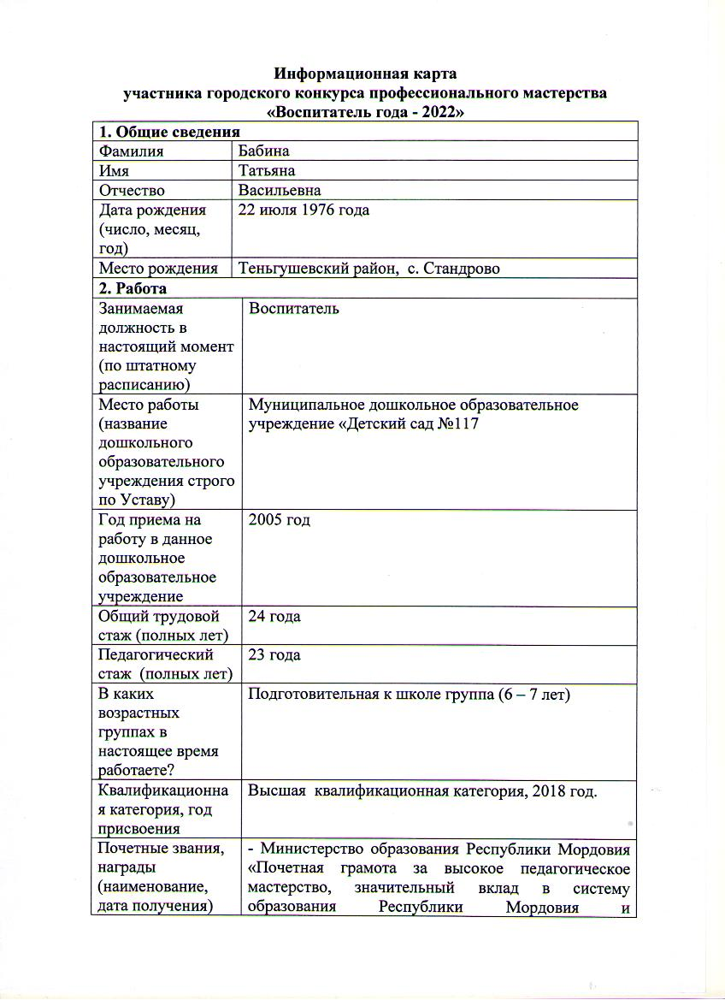 Информационная карта
участника городского конкурса профессионального мастерства
«Воспитатель года - 2022»
1. Общие сведения
Фамилия Бабина
Имя Татьяна
Отчество Васильевна
Дата рождения 22 июля 1976 года
(число, месяц,
год)
Место рождения Теньгушевский район, с. Стандрово
2. Работа
Занимаемая Воспитатель
должность в
настоящий момент
(по штатному
расписанию)
Место работы Муниципальное дошкольное образовательное
(название учреждение «Детский сад №117
дошкольного
образовательного
учреждения строго
по Уставу)
Год приема на 2005 год
работу в данное
дошкольное
образовательное
учреждение
Общий трудовой 24 года
стаж (полных лет)
Педагогический 23 года
стаж (полных лет)
В каких Подготовительная к школе группа (6 – 7 лет)
возрастных
группах в
настоящее время
работаете?
Квалификационна Высшая квалификационная категория, 2018 год.
я категория, год
присвоения
Почетные звания, - Министерство образования Республики Мордовия
награды «Почетная грамота за высокое педагогическое
(наименование, мастерство, значительный вклад в систему
дата получения) образования Республики Мордовия и